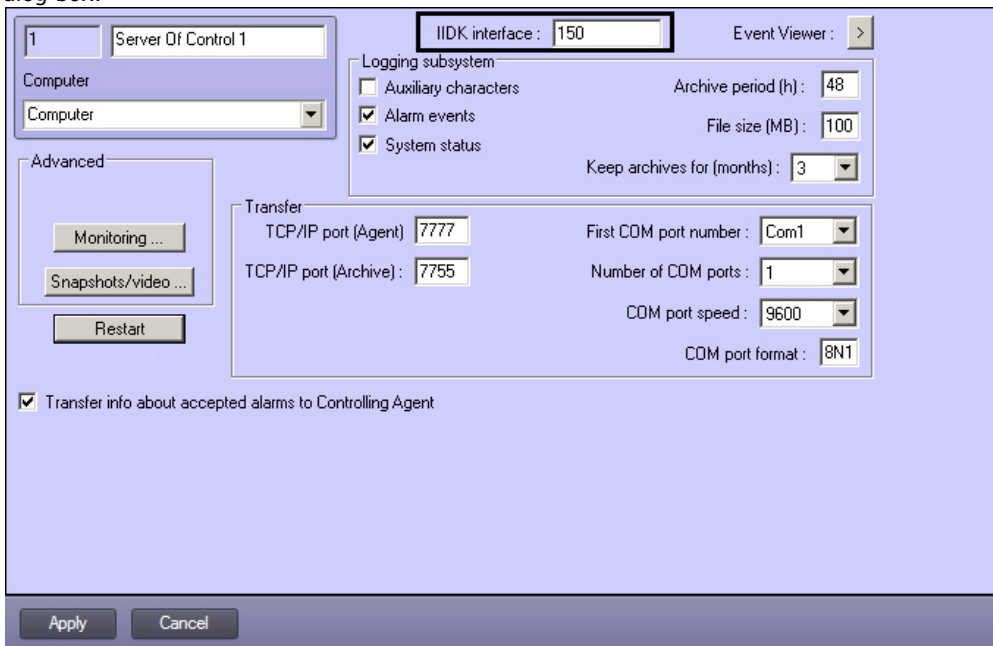 alog box.
1
Server Of Control 1
IIDK interface : 150
Event Viewer : >
Computer
Computer
Logging subsystem
Auxiliary characters
Archive period (h) : 48
Alarm events
File size (MB) : 100
System status
Keep archives for (months) : 3
Advanced
Monitoring ...
Snapshots/video ...
Restart
Transfer
TCP/IP port (Agent) 7777
First COM port number : Com1
TCP/IP port (Archive) : 7755
Number of COM ports : 1
COM port speed : 9600
COM port format : 8N1
Transfer info about accepted alarms to Controlling Agent
Apply
Cancel